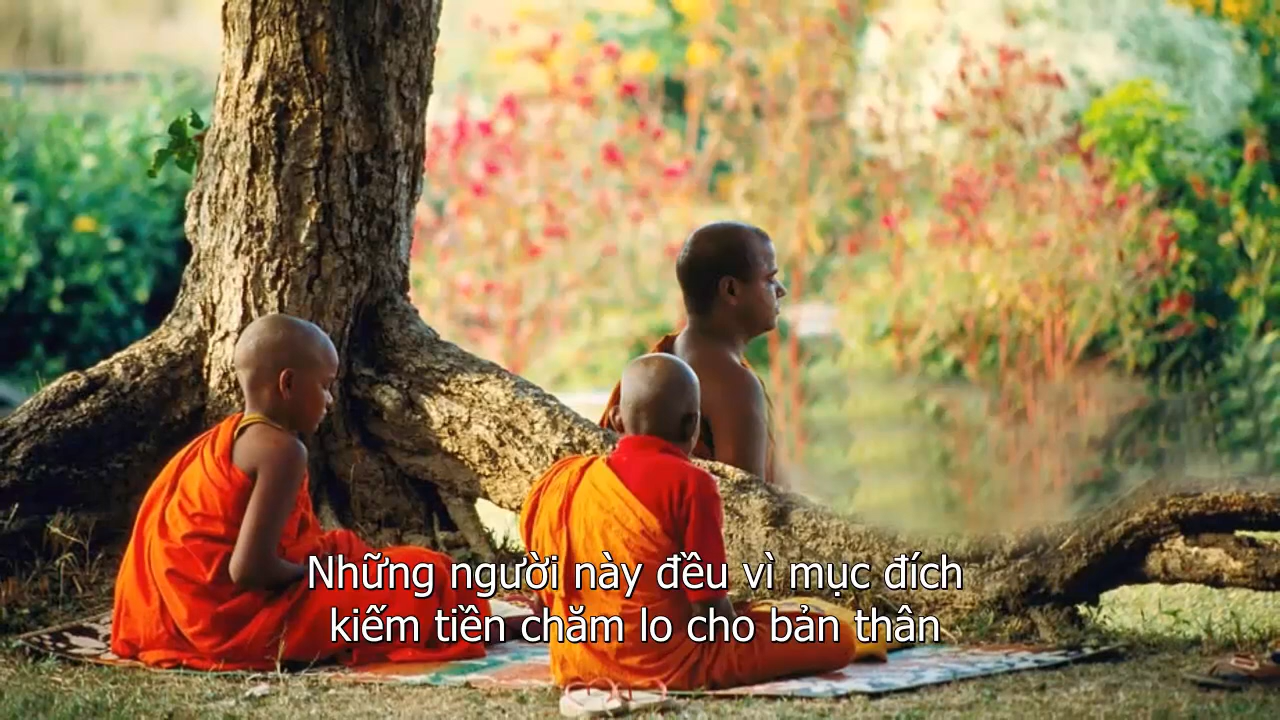 Những người này đều vì mục đích
kiếm tiền chăm lo cho bản thân